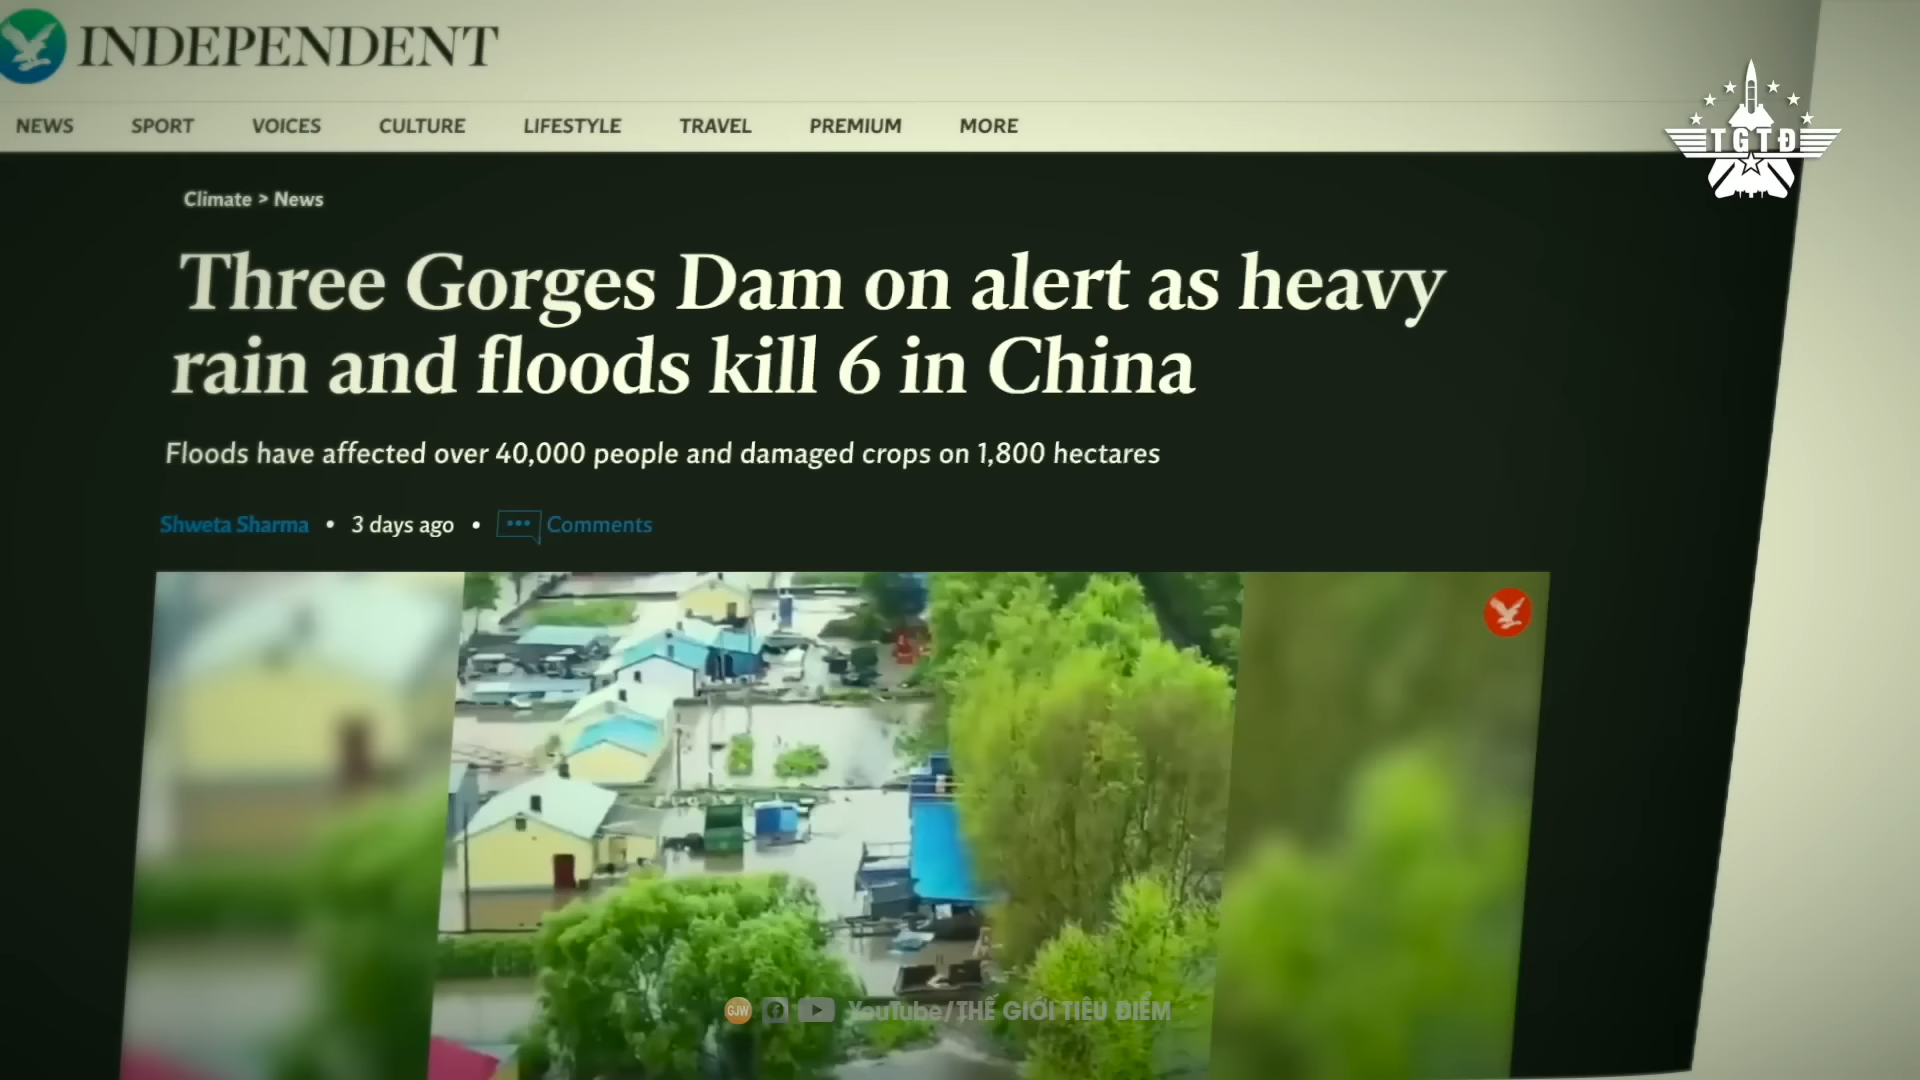 INDEPENDENT
NEWS SPORT VOICES CULTURE LIFESTYLE TRAVEL PREMIUM MORE
TGTĐ
Climate > News
Three Gorges Dam on alert as heavy
rain and floods kill 6 in China
Floods have affected over 40,000 people and damaged crops on 1,800 hectares
Shweta Sharma • 3 days ago • Comments
GJW YouTube/THẾ GIỚI TIÊU ĐIỂM